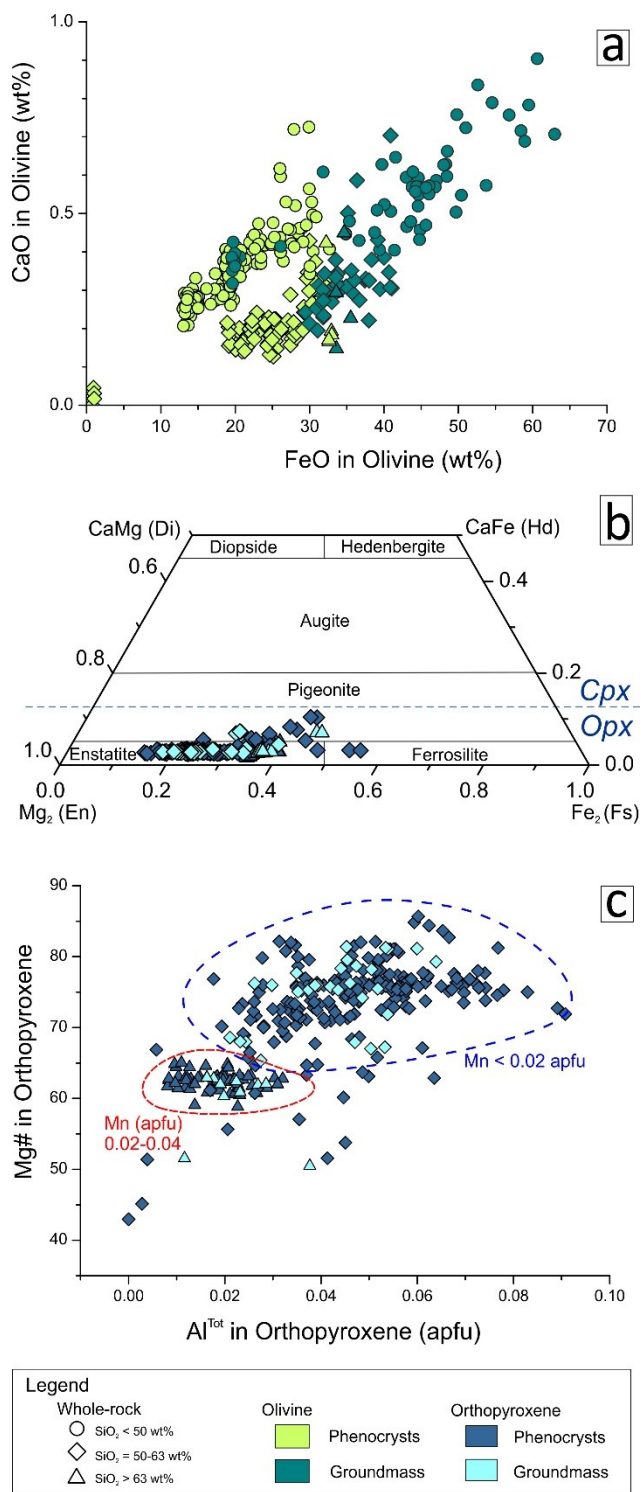 a
1.0
0.5
0.0
CaO in Olivine (wt%)
0 10 20 30 40 50 60 70
FeO in Olivine (wt%)
b
CaMg (Di) CaFe (Hd)
Diopside Hedenbergite
0.6 0.4
Augite
0.8 0.2
Pigeonite
Cpx
Opx
1.0 Enstatite Ferrosilite 0.0
0.0 0.2 0.4 0.6 0.8 1.0
Mg₂ (En) Fe₂ (Fs)
c
90
80
70
60
50
40
Mg# in Orthopyroxene
Mn < 0.02 apfu
Mn (apfu)
0.02-0.04
0.00 0.02 0.04 0.06 0.08 0.10
Al^Tot in Orthopyroxene (apfu)
Legend
Whole-rock Olivine Orthopyroxene
SiO₂ < 50 wt% Phenocrysts Phenocrysts
SiO₂ = 50-63 wt%
SiO₂ > 63 wt% Groundmass Groundmass